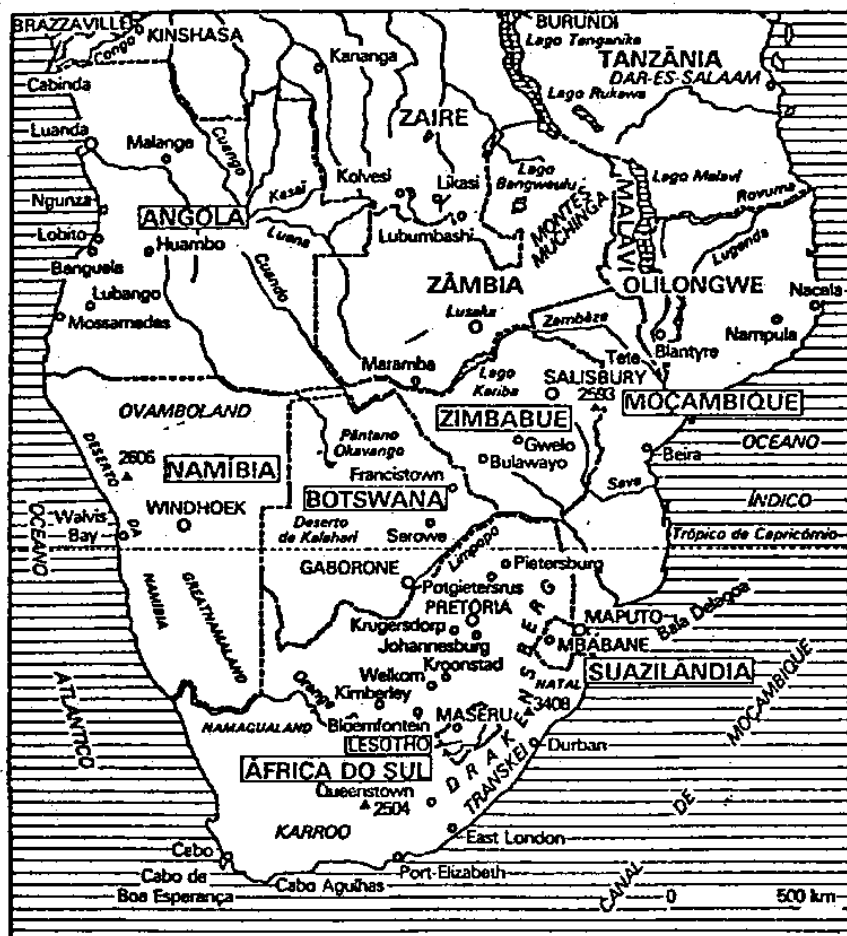 BRAZZAVILLE
Congo
KINSHASA
Kananga
BURUNDI
Lago Tanganika
TANZÂNIA
DAR-ES-SALAAM
Cabinda
Lago Rukawa
ZAIRE
Luanda
Malange
Cuango
Kasai
Kolvesi
Likasi
Lago Bangweulu
Lago Malavi
Rovuma
Ngunza
ANGOLA
Luena
Lubumbashi
MONTES MUCHINGA
MALAVI
Lugenda
Lobito
Huambo
Benguela
Cuando
ZÂMBIA
OLILONGWE
Nacala
Lubango
Lusaka
Zambèze
Nampula
Mossamedes
Blantyre
Maramba
Lago Kariba
Tete
SALISBURY
2593
MOÇAMBIQUE
OVAMBOLAND
ZIMBABUE
Pântano Okavango
Gwelo
Bulawayo
Beira
OCEANO
ÍNDICO
DESERTO
DA
NAMÍBIA
2606
NAMÍBIA
Francistown
BOTSWANA
Save
WINDHOEK
Walvis Bay
Deserto de Kalahari
Serowe
Trópico de Capricórnio
OCEANO
ATLANTICO
GREATHAMALAND
GABORONE
Limpopo
Pietersburg
Potgietersrus
PRETORIA
MAPUTO
Baía Delagoa
Krugersdorp
Johannesburg
MBABANE
Kroonstad
Welkom
SUAZILÂNDIA
Orange
Kimberley
NATAL
3408
NAMAGUALAND
Bloemfontein
MASERU
LESOTHO
DRAKENSBERG
Durban
ÁFRICA DO SUL
TRANSKEI
Queenstown
2504
KARROO
East London
Cabo
Port-Elizabeth
Cabo da
Boa Esperança
Cabo Agulhas
CANAL
DE
MOÇAMBIQUE
0 500 km